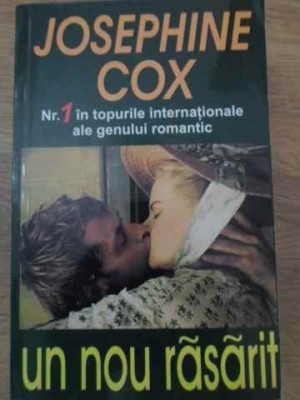 JOSEPHINE
COX
Nr. 1 în topurile internaționale
ale genului romantic
un nou răsărit